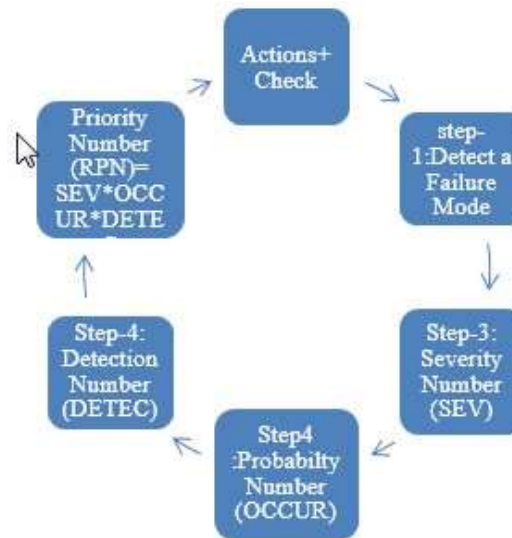 Actions+
Check
step-
1:Detect a
Failure
Mode
Step-3:
Severity
Number
(SEV)
Step4
:Probabilty
Number
(OCCUR)
Step-4:
Detection
Number
(DETEC)
Priority
Number
(RPN)=
SEV*OCC
UR*DETE